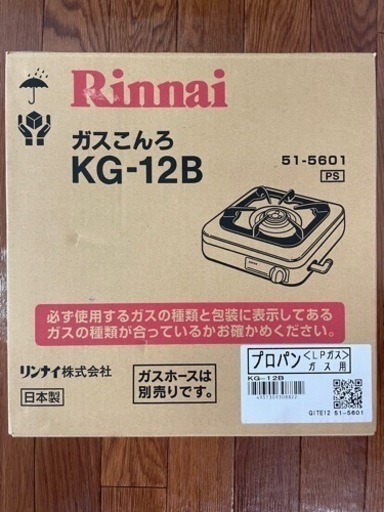 Rinnai
ガスこんろ
KG-12B
51-5601
PS
必ず使用するガスの種類と包装に表示してある
ガスの種類が合っているかお確かめください。
リンナイ株式会社
日本製
ガスホースは
別売りです。
プロパン<LPガス>
ガス用
KG-12B
GITE12 51-5601